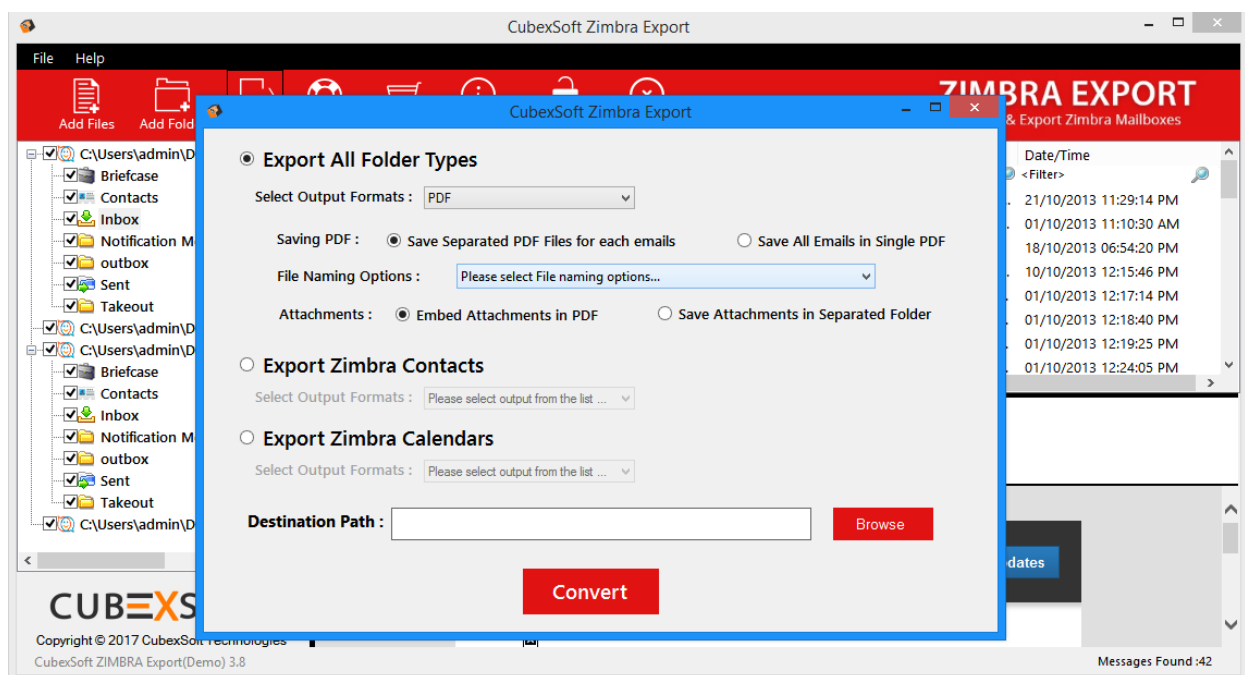 CubexSoft Zimbra Export
File Help
Add Files Add Fold
ZIMBRA EXPORT
& Export Zimbra Mailboxes
CubexSoft Zimbra Export
Export All Folder Types
Select Output Formats : PDF
Saving PDF : Save Separated PDF Files for each emails Save All Emails in Single PDF
File Naming Options : Please select File naming options...
Attachments : Embed Attachments in PDF Save Attachments in Separated Folder
Export Zimbra Contacts
Select Output Formats : Please select output from the list ...
Export Zimbra Calendars
Select Output Formats : Please select output from the list ...
Destination Path : Browse
Convert
C:\Users\admin\D
Briefcase
Contacts
Inbox
Notification M
outbox
Sent
Takeout
C:\Users\admin\D
C:\Users\admin\D
Briefcase
Contacts
Inbox
Notification M
outbox
Sent
Takeout
C:\Users\admin\D
Date/Time
<Filter>
21/10/2013 11:29:14 PM
01/10/2013 11:10:30 AM
18/10/2013 06:54:20 PM
10/10/2013 12:15:46 PM
01/10/2013 12:17:14 PM
01/10/2013 12:18:40 PM
01/10/2013 12:19:25 PM
01/10/2013 12:24:05 PM
dates
CUBEXS
Copyright © 2017 CubexSoft Technologies
CubexSoft ZIMBRA Export(Demo) 3.8
Messages Found :42